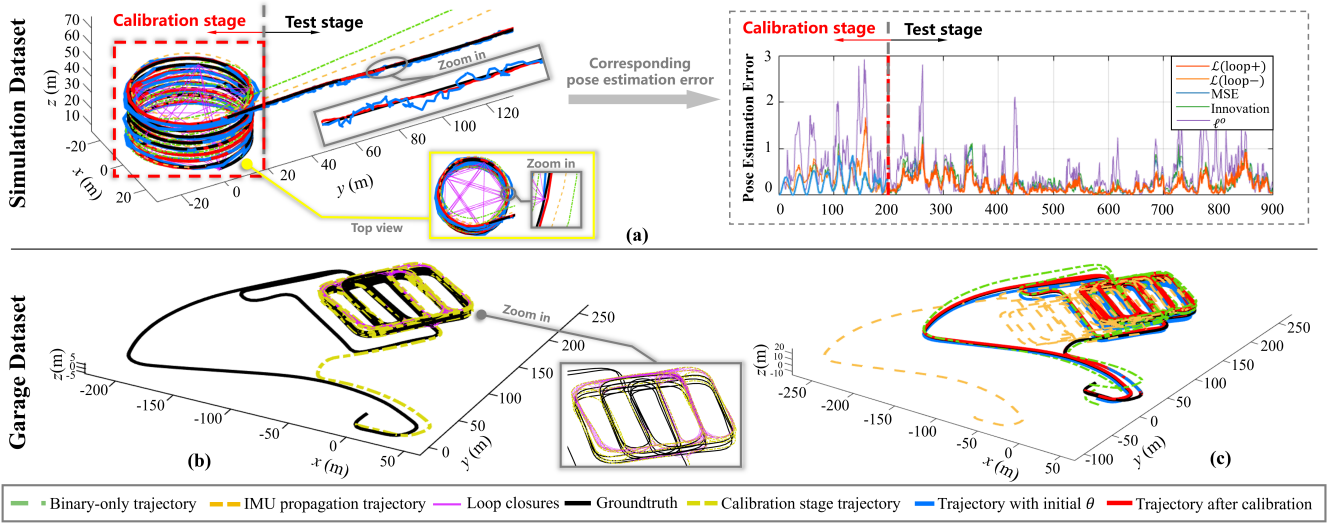 Simulation Dataset
Calibration stage
Test stage
z (m)
70
60
50
40
30
20
10
-20
0
20
x (m)
-20
0
20
40
60
80
100
120
y (m)
Zoom in
Zoom in
Top view
Corresponding
pose estimation error
(a)
Calibration stage
Test stage
Pose Estimation Error
3
2
1
0
0
100
200
300
400
500
600
700
800
900
ℒ(loop+)
ℒ(loop−)
MSE
Innovation
ℓᵒ
Garage Dataset
z(m)
5
0
-5
-200
-150
-100
-50
0
50
x (m)
0
50
100
150
200
250
y (m)
Zoom in
(b)
z(m)
20
10
0
-10
-250
-200
-150
-100
-50
0
50
x (m)
-100
-50
0
50
100
150
200
250
y (m)
(c)
Binary-only trajectory
IMU propagation trajectory
Loop closures
Groundtruth
Calibration stage trajectory
Trajectory with initial θ
Trajectory after calibration